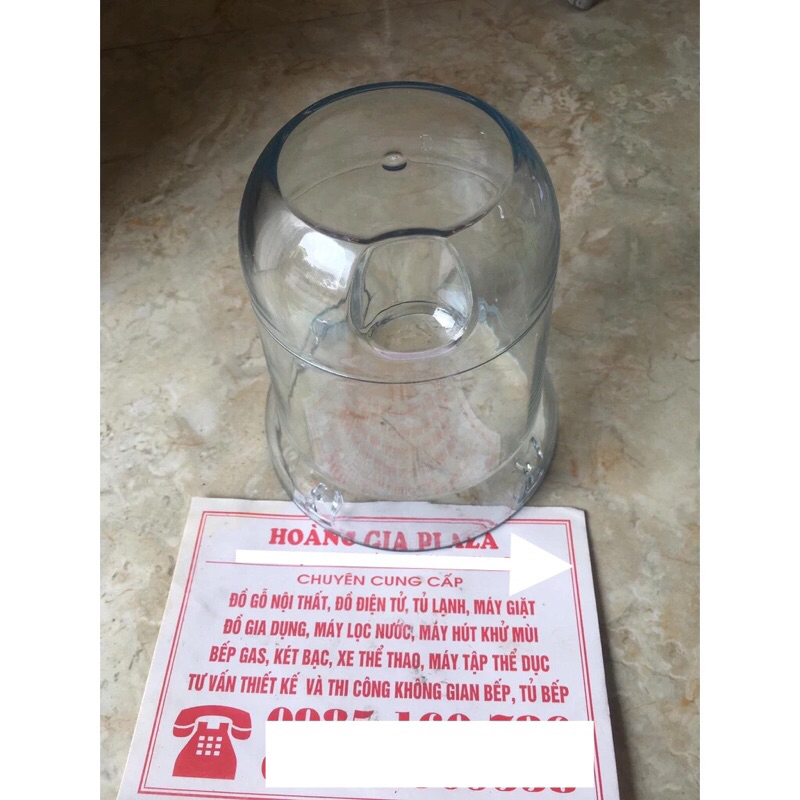 HOÀNG GIA PLAZA
CHUYÊN CUNG CẤP
ĐỒ GỖ NỘI THẤT, ĐỒ ĐIỆN TỬ, TỦ LẠNH, MÁY GIẶT
ĐỒ GIA DỤNG, MÁY LỌC NƯỚC, MÁY HÚT KHỬ MÙI
BẾP GAS, KÉT BẠC, XE THỂ THAO, MÁY TẬP THỂ DỤC
TƯ VẤN THIẾT KẾ VÀ THI CÔNG KHÔNG GIAN BẾP, TỦ BẾP